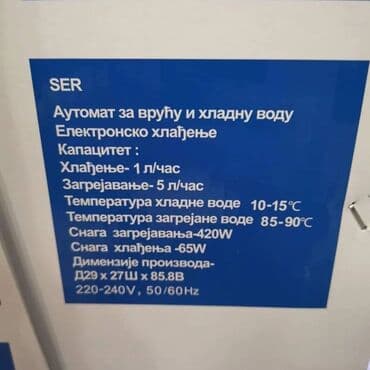 SER
Аутомат за врућу и хладну воду
Електронско хлађење
Капацитет :
Хлађење- 1 л/час
Загрејавање- 5 л/час
Температура хладне воде 10-15℃
Температура загрејане воде 85-90℃
Снага загрејавања-420W
Снага хлађења -65W
Димензије производа-
Д29 x 27Ш x 85.8В
220-240V, 50/60Hz